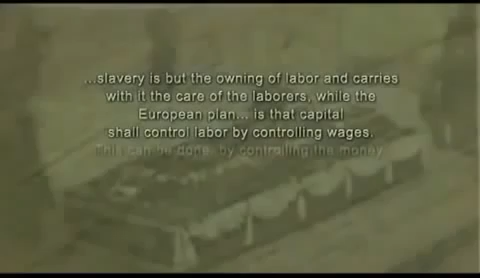 ...slavery is but the owning of labor and carries
with it the care of the laborers, while the
European plan... is that capital
shall control labor by controlling wages.
This can be done, by controlling the money.